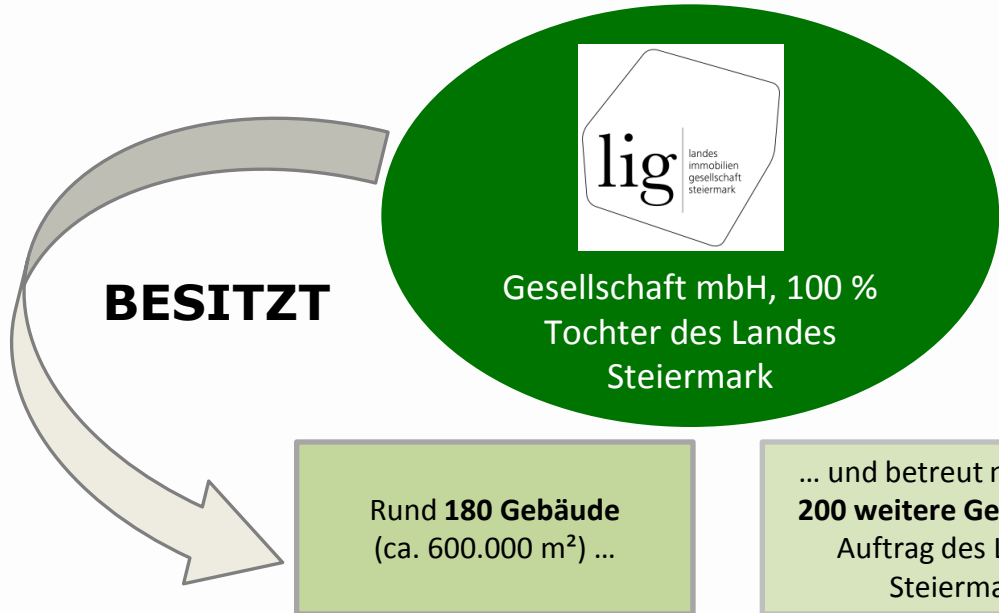 lig
landes
immobilien
gesellschaft
steiermark
Gesellschaft mbH, 100 %
Tochter des Landes
Steiermark
BESITZT
Rund 180 Gebäude
(ca. 600.000 m²) ...
... und betreut
200 weitere
Auftrag des